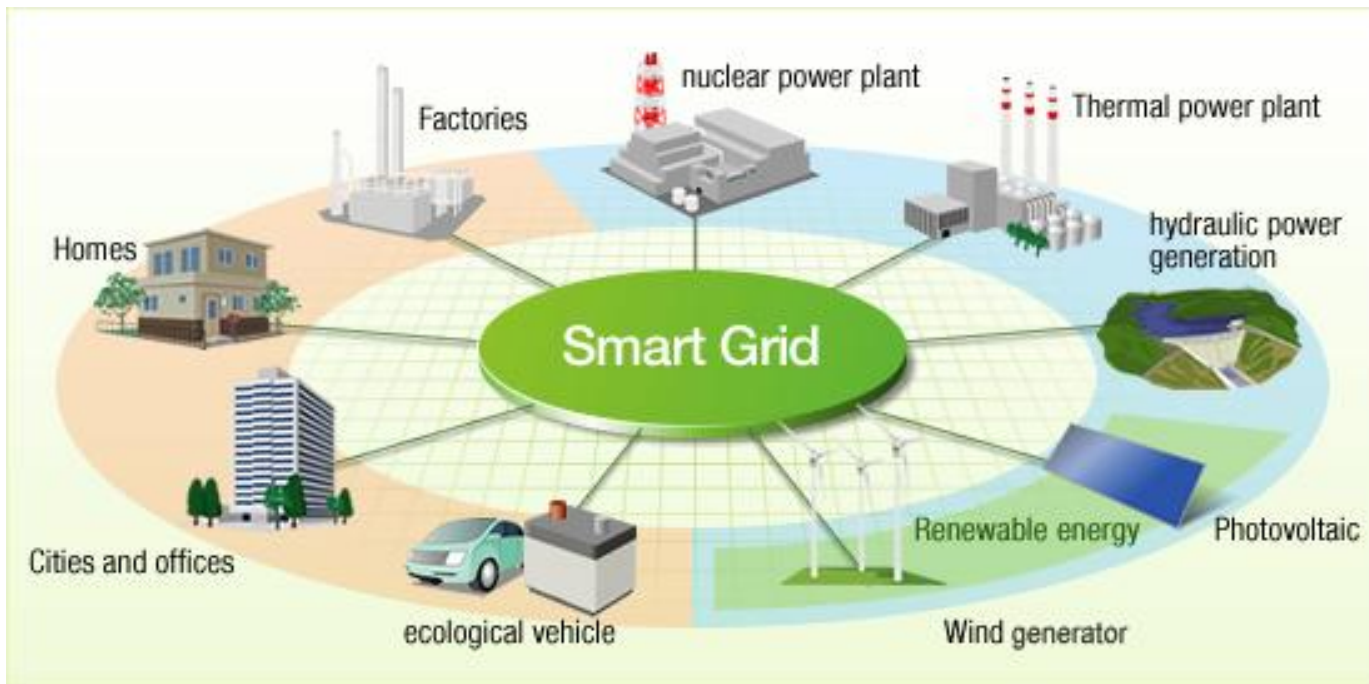 nuclear power plant
Factories
Thermal power plant
Homes
hydraulic power
generation
Smart Grid
Renewable energy
Photovoltaic
Cities and offices
ecological vehicle
Wind generator